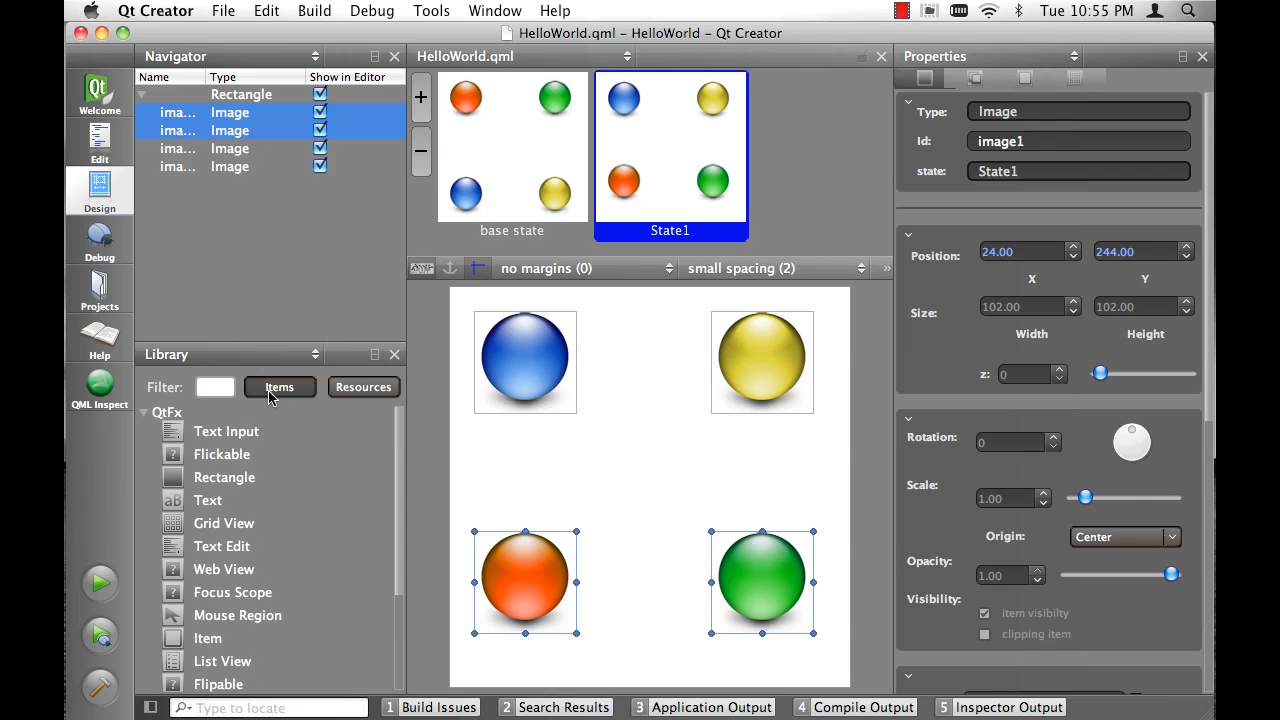 Qt Creator File Edit Build Debug Tools Window Help Tue 10:55 PM
HelloWorld.qml – HelloWorld – Qt Creator
Navigator
Name Type Show in Editor
Rectangle
ima... Image
ima... Image
ima... Image
ima... Image
Qt
Welcome
Edit
Design
Debug
Projects
Help
QML Inspect
Library
Filter: Items Resources
QtFx
Text Input
Flickable
Rectangle
aB Text
Grid View
Text Edit
Web View
Focus Scope
Mouse Region
Item
List View
Flipable
HelloWorld.qml
+
–
base state
State1
no margins (0) small spacing (2) »
Properties
Type: Image
Id: image1
state: State1
Position: 24.00 244.00
X Y
Size: 102.00 102.00
Width Height
z: 0
Rotation: 0
Scale: 1.00
Origin: Center
Opacity: 1.00
Visibility: item visibilty
clipping item
Type to locate 1 Build Issues 2 Search Results 3 Application Output 4 Compile Output 5 Inspector Output